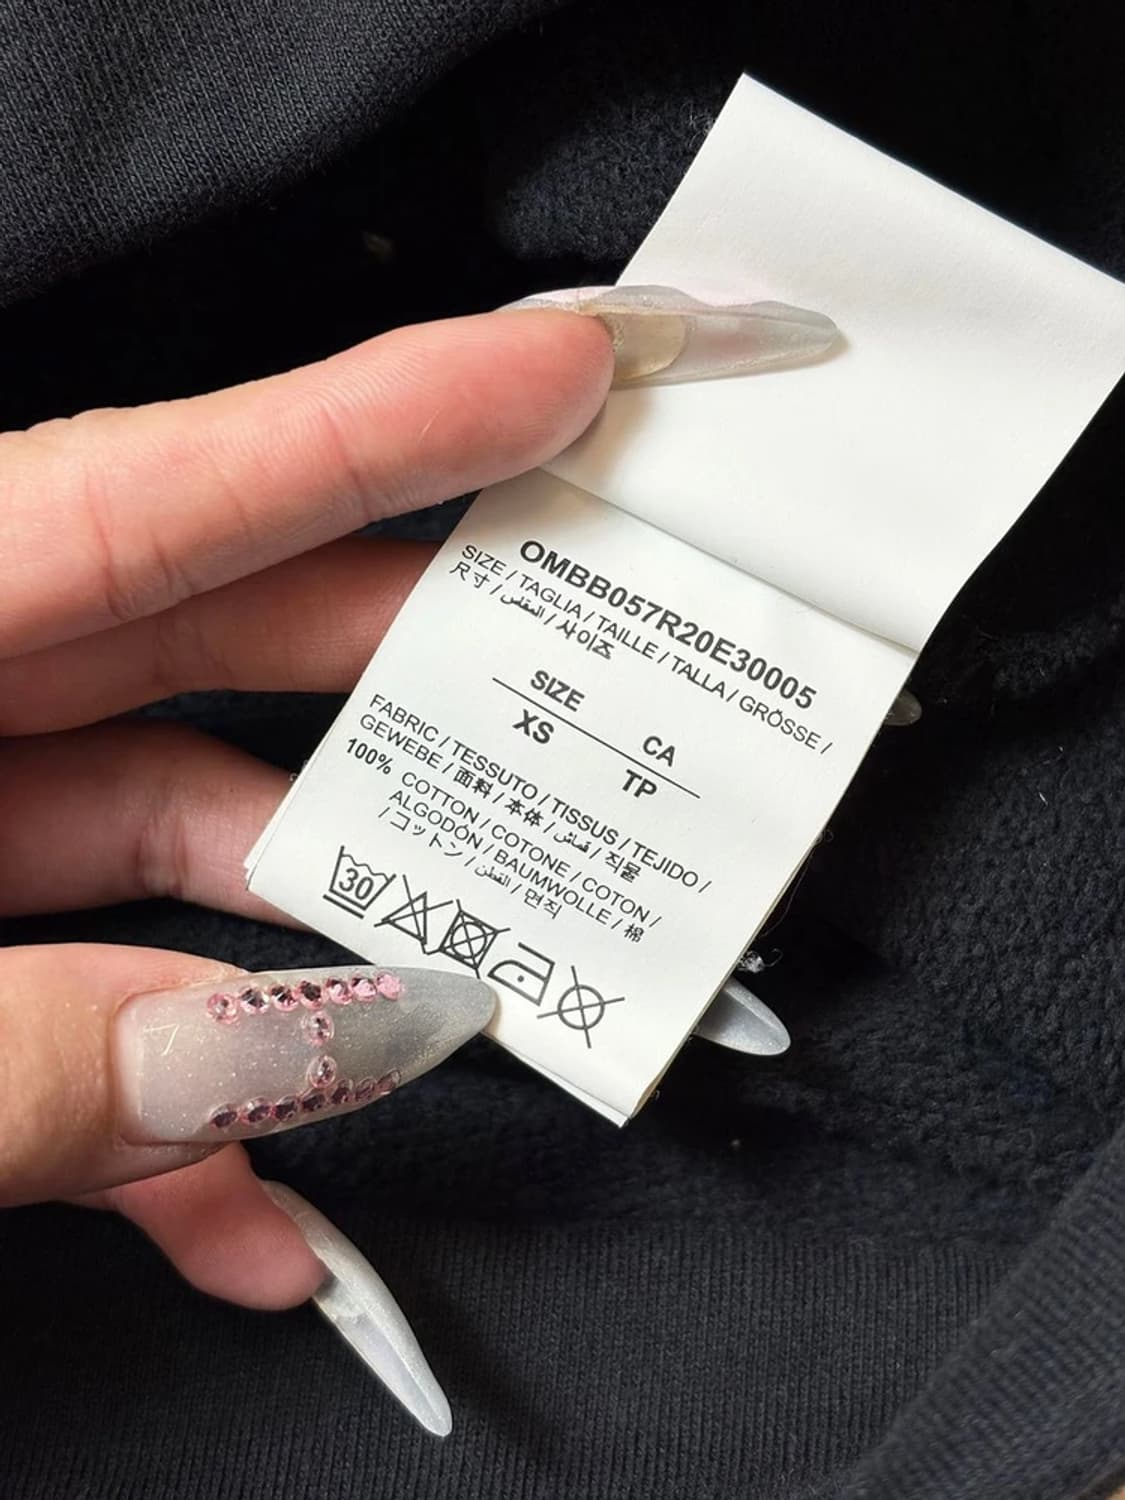 OMBB057R20E30005
SIZE / TAGLIA / TAILLE / TALLA / GRÖSSE /
尺寸 / المقاس / 사이즈
SIZE CA
XS TP
FABRIC / TESSUTO / TISSUS / TEJIDO /
GEWEBE / 面料 / 本体 / قماش / 직물
100% COTTON / COTONE / COTON /
ALGODÓN / BAUMWOLLE / 棉
/ コットン / القطن / 면직
30